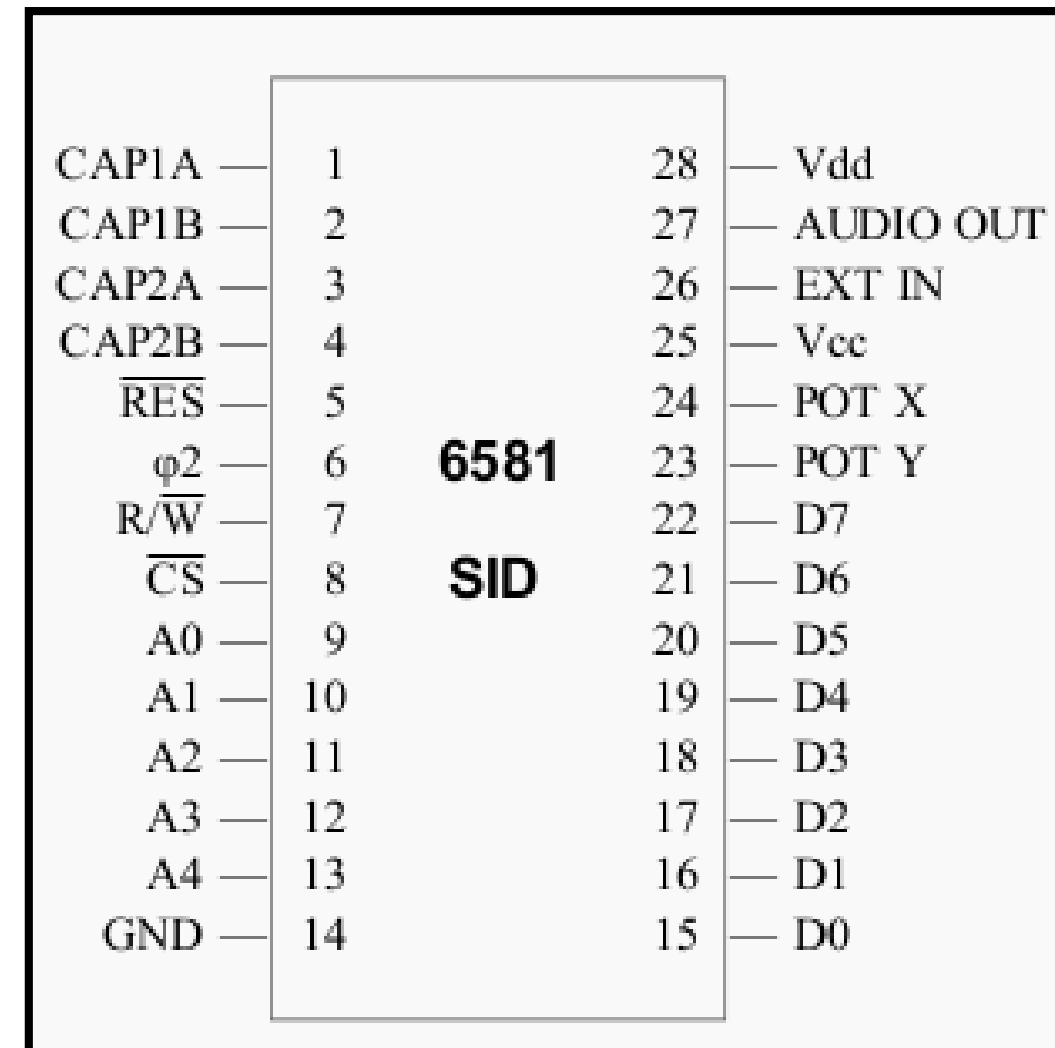 CAP1A 1 28 Vdd
CAP1B 2 27 AUDIO OUT
CAP2A 3 26 EXT IN
CAP2B 4 25 Vcc
R̅E̅S̅ 5 24 POT X
φ2 6 6581 23 POT Y
R/W̅ 7 22 D7
C̅S̅ 8 SID 21 D6
A0 9 20 D5
A1 10 19 D4
A2 11 18 D3
A3 12 17 D2
A4 13 16 D1
GND 14 15 D0